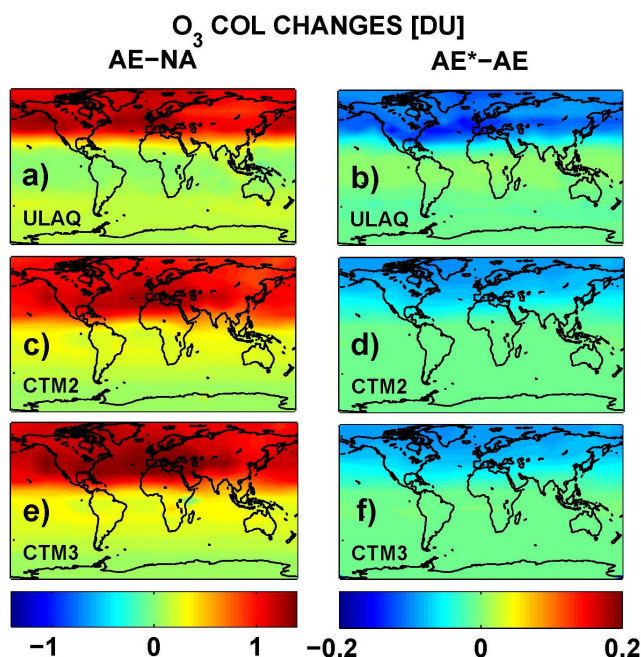 O3 COL CHANGES [DU]
AE−NA AE*−AE
a) b)
ULAQ ULAQ
c) d)
CTM2 CTM2
e) f)
CTM3 CTM3
−1 0 1 −0.2 0 0.2